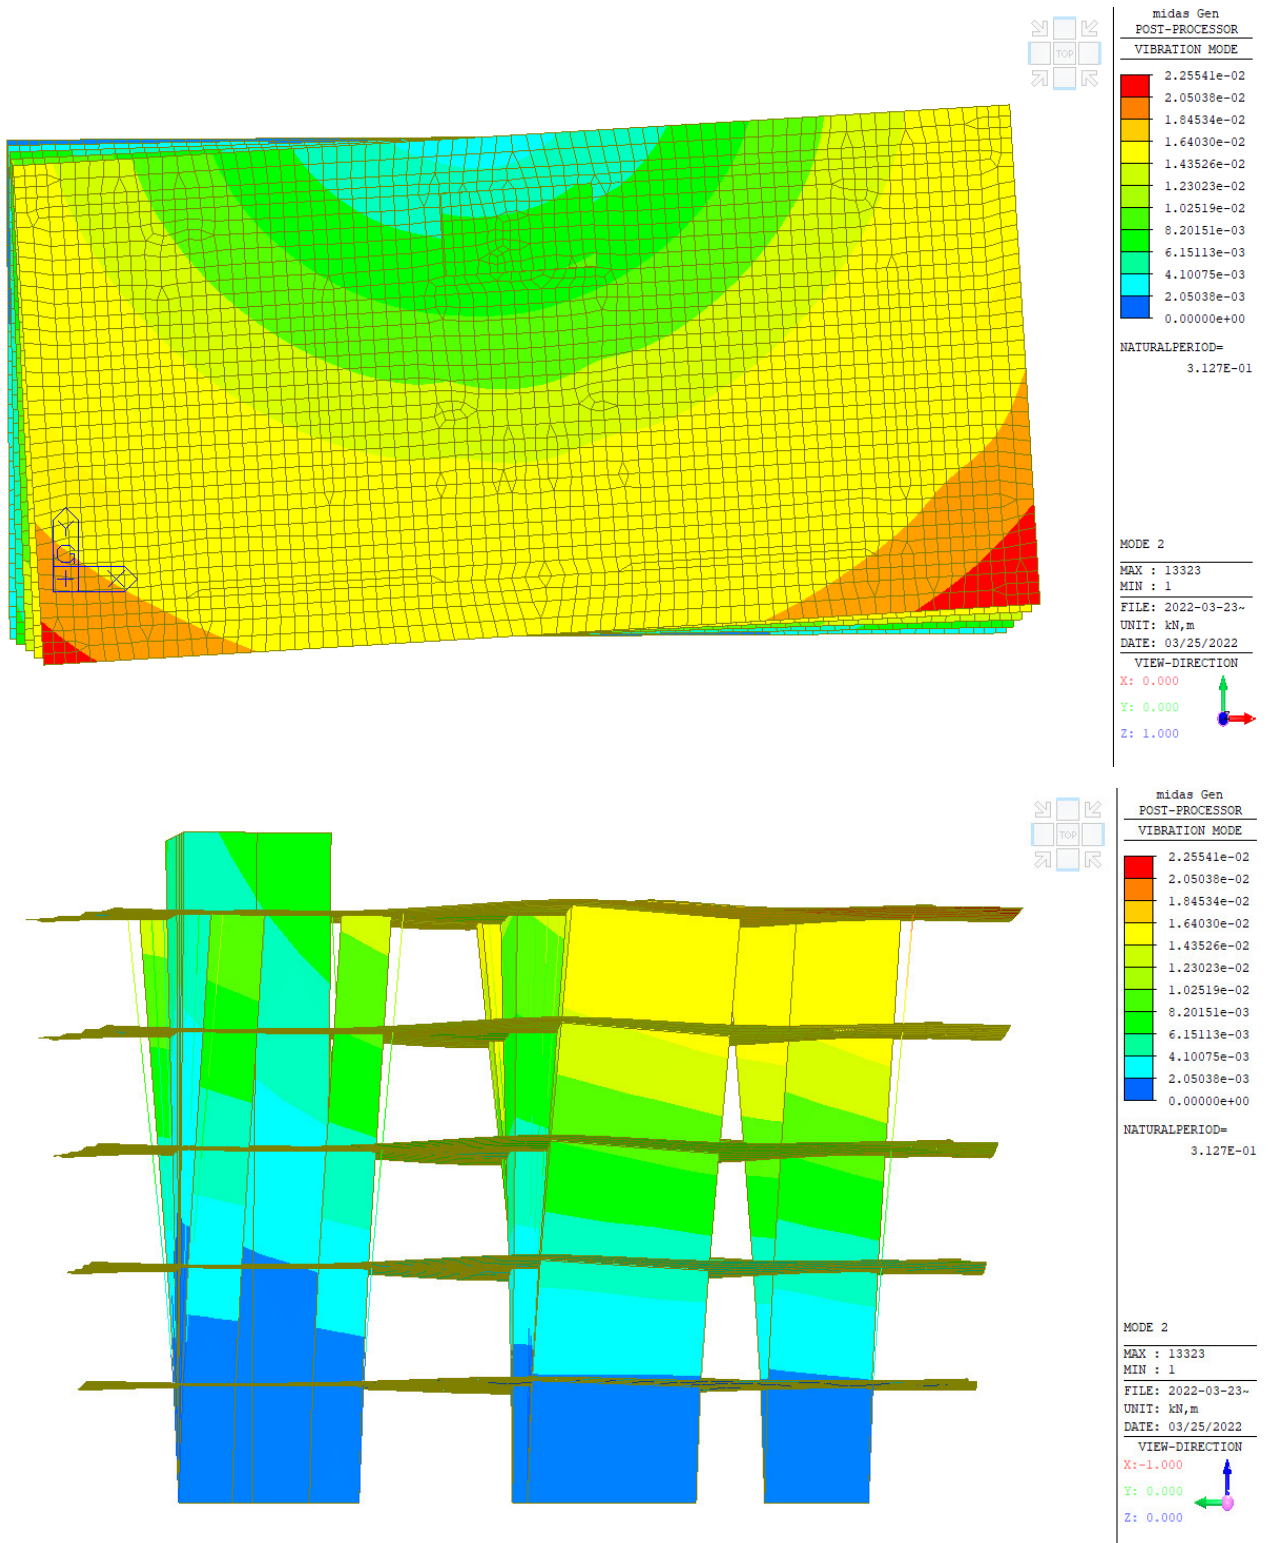 TOP
midas Gen
POST-PROCESSOR
VIBRATION MODE
2.25541e-02
2.05038e-02
1.84534e-02
1.64030e-02
1.43526e-02
1.23023e-02
1.02519e-02
8.20151e-03
6.15113e-03
4.10075e-03
2.05038e-03
0.00000e+00
NATURALPERIOD=
3.127E-01
MODE 2
MAX : 13323
MIN : 1
FILE: 2022-03-23~
UNIT: kN,m
DATE: 03/25/2022
VIEW-DIRECTION
X: 0.000
Y: 0.000
Z: 1.000
Y
G
X
TOP
midas Gen
POST-PROCESSOR
VIBRATION MODE
2.25541e-02
2.05038e-02
1.84534e-02
1.64030e-02
1.43526e-02
1.23023e-02
1.02519e-02
8.20151e-03
6.15113e-03
4.10075e-03
2.05038e-03
0.00000e+00
NATURALPERIOD=
3.127E-01
MODE 2
MAX : 13323
MIN : 1
FILE: 2022-03-23~
UNIT: kN,m
DATE: 03/25/2022
VIEW-DIRECTION
X:-1.000
Y: 0.000
Z: 0.000